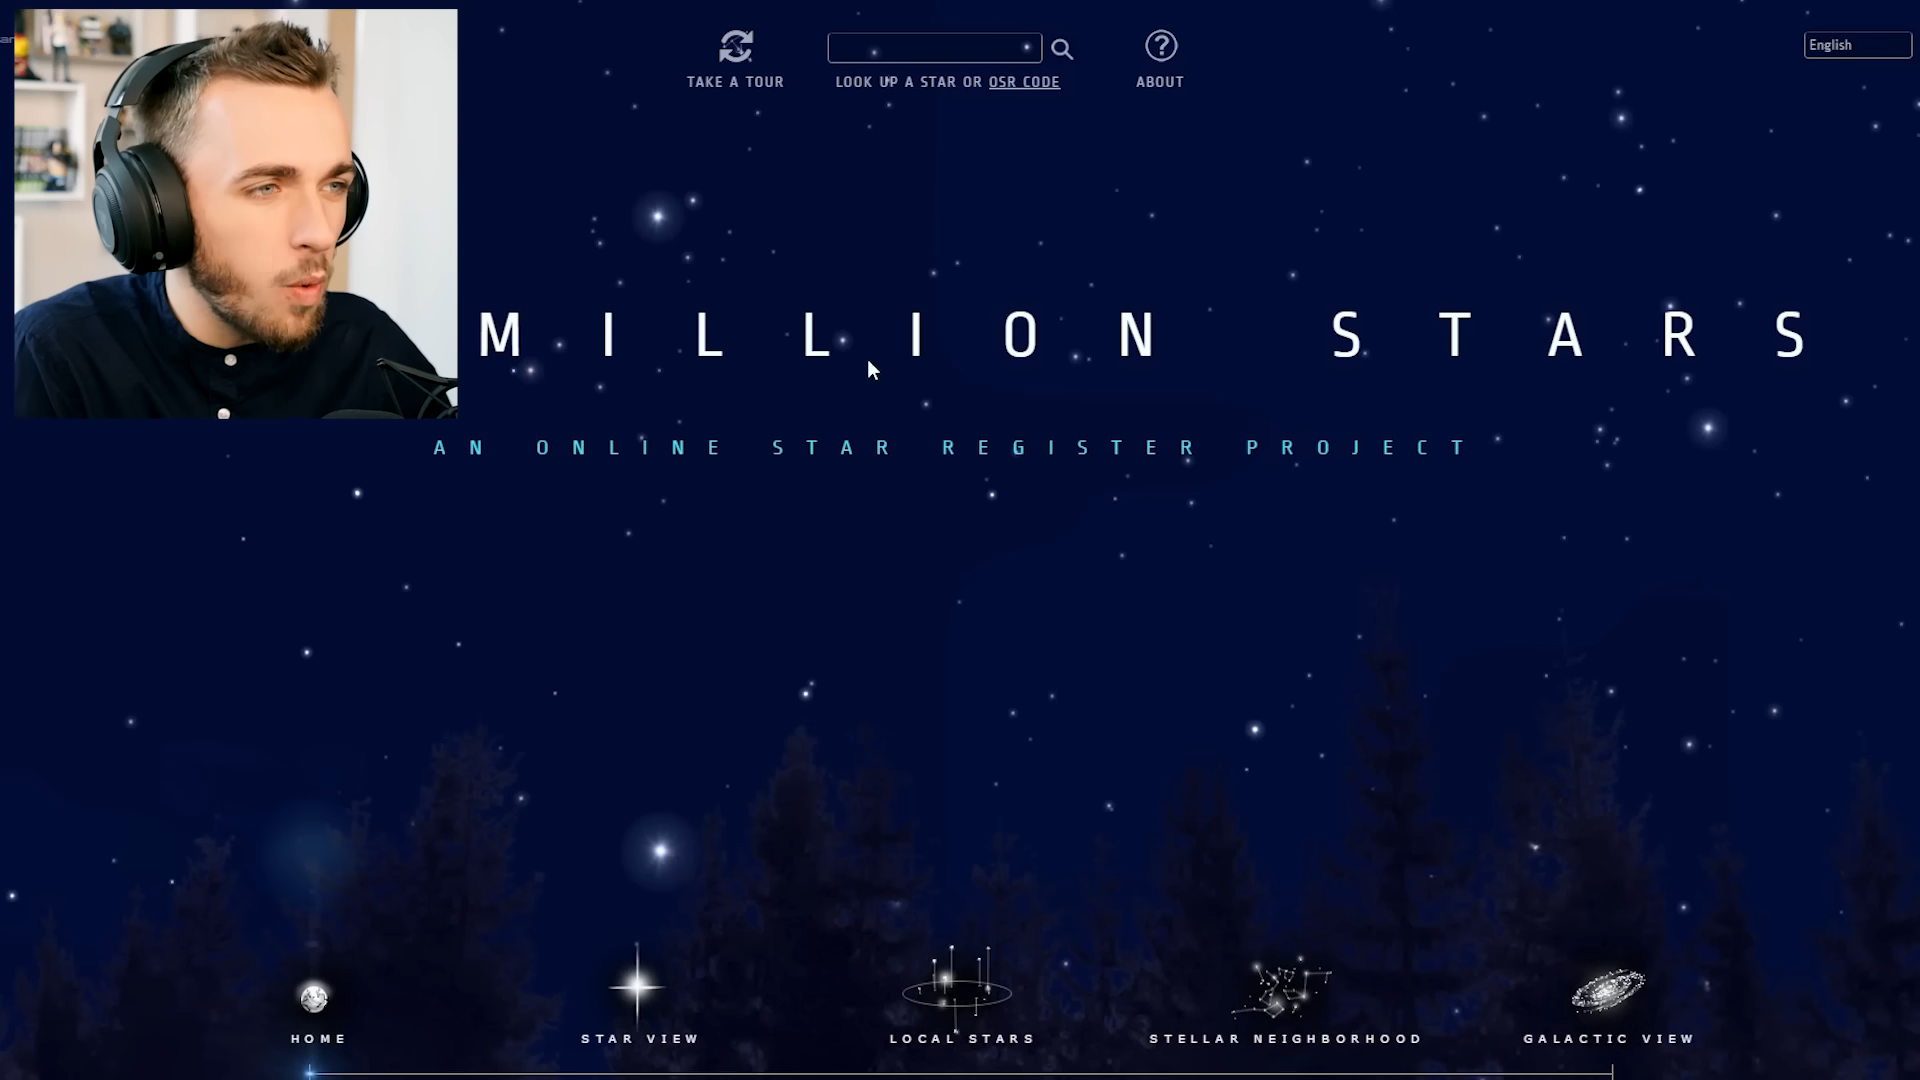 TAKE A TOUR
LOOK UP A STAR OR OSR CODE
ABOUT
English
MILLION STARS
AN ONLINE STAR REGISTER PROJECT
HOME
STAR VIEW
LOCAL STARS
STELLAR NEIGHBORHOOD
GALACTIC VIEW